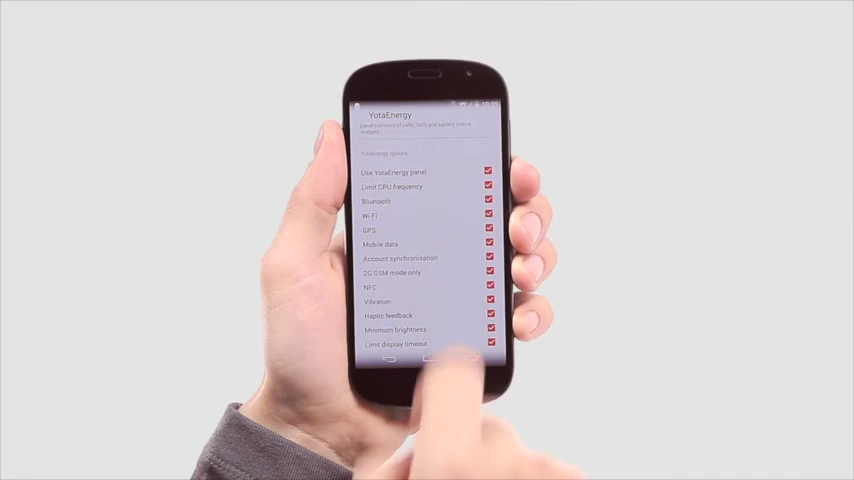 19:20
YotaEnergy
panel consists of calls, SMS and battery status
widgets.
YotaEnergy options
Use YotaEnergy panel
Limit CPU frequency
Bluetooth
Wi-Fi
GPS
Mobile data
Account synchronisation
2G GSM mode only
NFC
Vibration
Haptic feedback
Minimum brightness
Limit display timeout